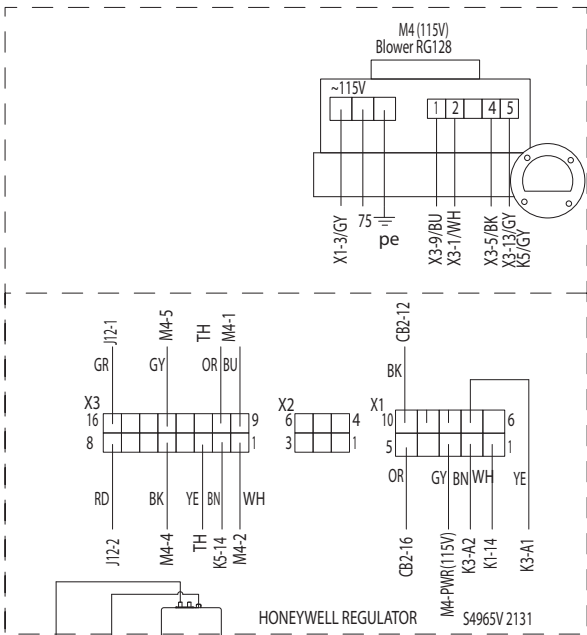 M4 (115V)
Blower RG128
~115V
1 2 4 5
X1-3/GY
75
pe
X3-9/BU
X3-1/WH
X3-5/BK
X3-13/GY
K5/GY
J12-1
M4-5
TH
M4-1
CB2-12
GR
GY
OR
BU
BK
X3
X2
X1
16 9
6 4
10 6
8 1
3 1
5 1
OR
GY
BN
WH
YE
RD
BK
YE
BN
WH
J12-2
M4-4
TH
K5-14
M4-2
CB2-16
M4-PWR(115V)
K3-A2
K1-14
K3-A1
HONEYWELL REGULATOR S4965V 2131